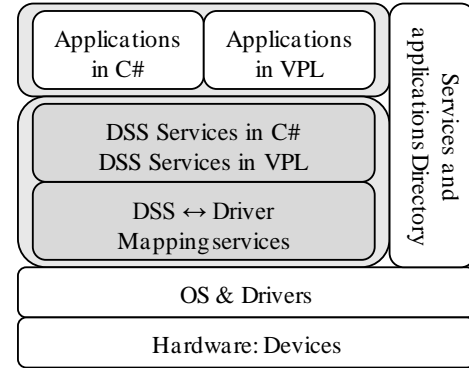 Applications
in C#
Applications
in VPL
Services and
applications Directory
DSS Services in C#
DSS Services in VPL
DSS ↔ Driver
Mapping services
OS & Drivers
Hardware: Devices